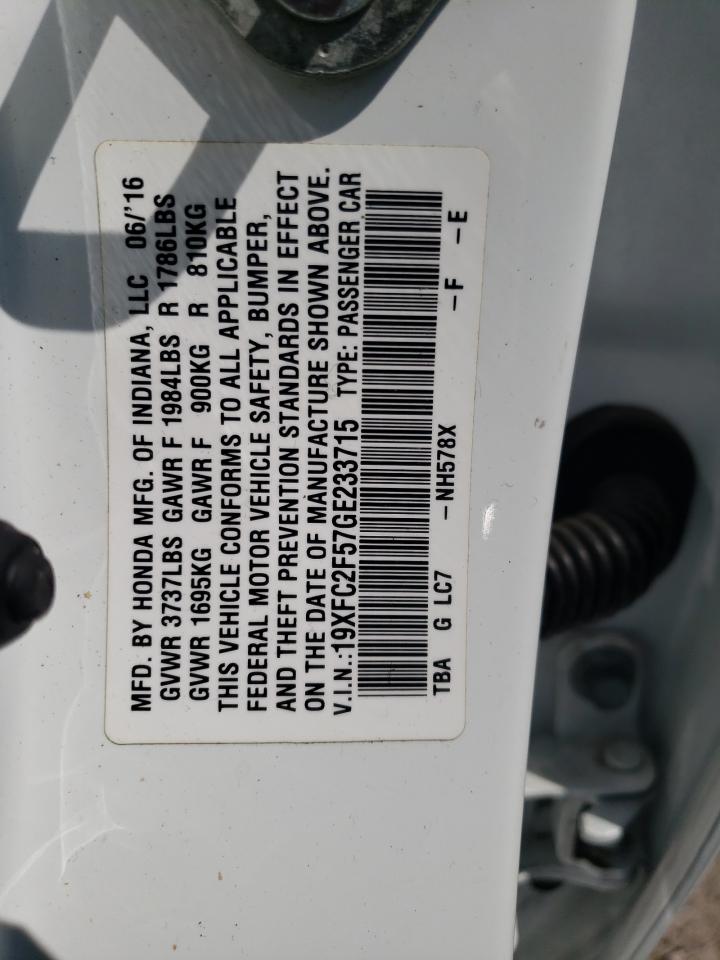 MFD. BY HONDA MFG. OF INDIANA, LLC 06/'16
GVWR 3737LBS GAWR F 1984LBS R 1786LBS
GVWR 1695KG GAWR F 900KG R 810KG
THIS VEHICLE CONFORMS TO ALL APPLICABLE
FEDERAL MOTOR VEHICLE SAFETY, BUMPER,
AND THEFT PREVENTION STANDARDS IN EFFECT
ON THE DATE OF MANUFACTURE SHOWN ABOVE.
V.I.N.:19XFC2F57GE233715 TYPE: PASSENGER CAR
TBA G LC7 -NH578X -F -E